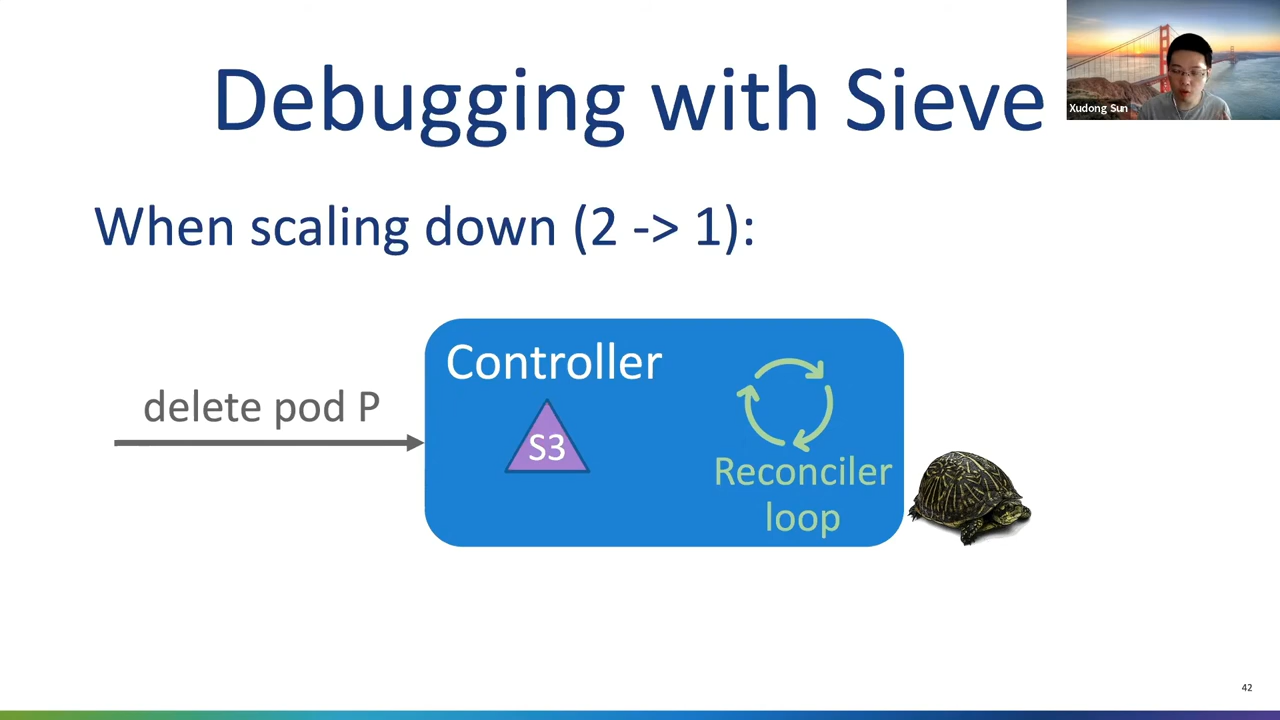 Debugging with Sieve
Xudong Sun
When scaling down (2 -> 1):
Controller
delete pod P
S3
Reconciler
loop
42